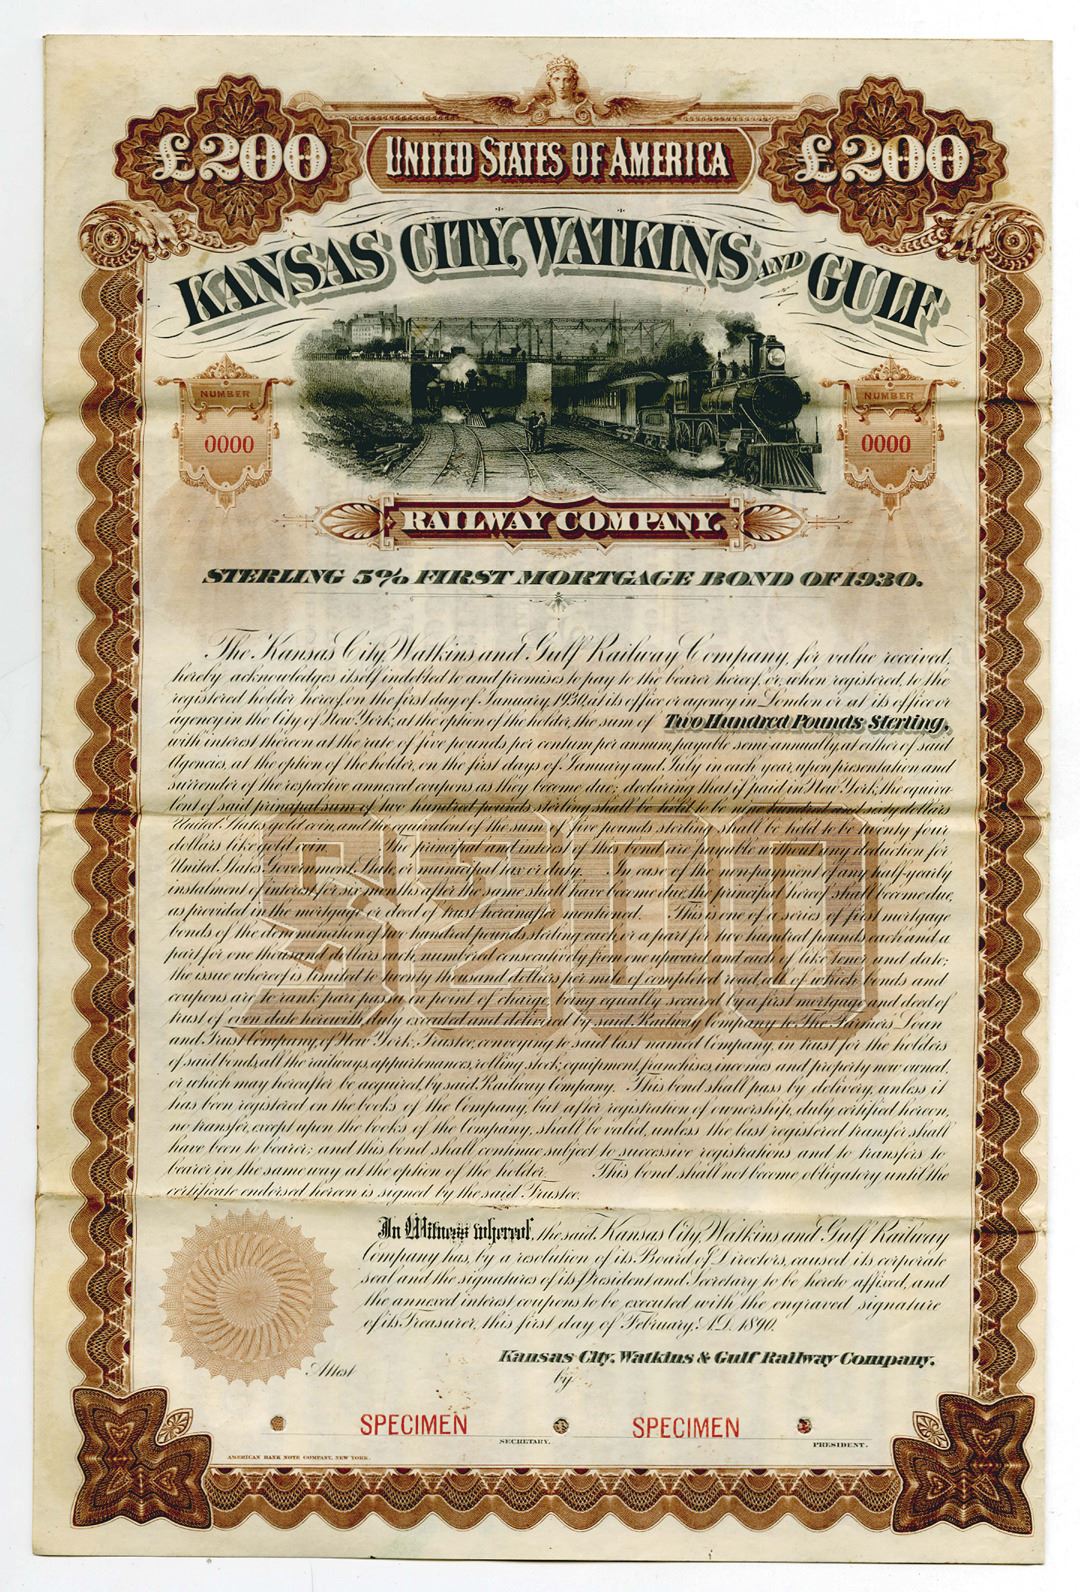 £200 UNITED STATES OF AMERICA £200
KANSAS CITY, WATKINS AND GULF
NUMBER NUMBER
0000 0000
RAILWAY COMPANY.
STERLING 5% FIRST MORTGAGE BOND OF 1930.
The Kansas City, Watkins and Gulf Railway Company, for value received,
hereby acknowledges itself indebted to and promises to pay to the bearer hereof, or, when registered, to the
registered holder hereof, on the first day of January, 1930, at its office or agency in London or at its office or
agency in the City of New York, at the option of the holder, the sum of Two Hundred Pounds Sterling,
with interest thereon at the rate of five pounds per centum per annum, payable semi-annually, at either of said
Agencies, at the option of the holder, on the first days of January and July in each year, upon presentation and
surrender of the respective annexed coupons as they become due; declaring that if paid in New York, the equiva-
lent of said principal sum of two hundred pounds sterling shall be held to be nine hundred and sixty dollars
United States gold coin, and the equivalent of the sum of five pounds sterling shall be held to be twenty four
dollars like gold coin. The principal and interest of this bond, are payable without any deduction for
United States Government, State, or municipal tax or duty. In case of the non-payment of any half-yearly
instalment of interest for six months after the same shall have become due, the principal hereof shall become due,
as provided in the mortgage or deed of trust hereinafter mentioned. This is one of a series of first mortgage
bonds of the denomination of two hundred pounds sterling each, or a part for two hundred pounds each and a
part for one thousand dollars each, numbered consecutively from one upward, and each of like tenor and date;
the issue whereof is limited to twenty thousand dollars per mile of completed road, all of which bonds and
coupons are to rank pari passu in point of charge, being equally secured by a first mortgage and deed of
trust of even date herewith, duly executed and delivered by said Railway Company to The Farmers Loan
and Trust Company, of New York, Trustee, conveying to said last named Company, in trust for the holders
of said bonds, all the railways, appurtenances, rolling stock, equipment, franchises, incomes and property now owned,
or which may hereafter be acquired, by said Railway Company. This bond shall pass by delivery, unless it
has been registered on the books of the Company, but after registration of ownership, duly certified hereon,
no transfer, except upon the books of the Company, shall be valid, unless the last registered transfer shall
have been to bearer; and this bond shall continue subject to successive registrations and to transfers to
bearer in the same way at the option of the holder. This bond shall not become obligatory until the
certificate endorsed hereon is signed by the said Trustee.
£200
In Witness whereof, the said Kansas City, Watkins and Gulf Railway
Company has, by a resolution of its Board of Directors, caused its corporate
seal and the signatures of its President and Secretary to be hereto affixed, and
the annexed interest coupons to be executed with the engraved signature
of its Treasurer, this first day of February, A.D. 1890.
Kansas City, Watkins & Gulf Railway Company.
Attest by
SPECIMEN SPECIMEN
SECRETARY. PRESIDENT.
AMERICAN BANK NOTE COMPANY, NEW YORK.